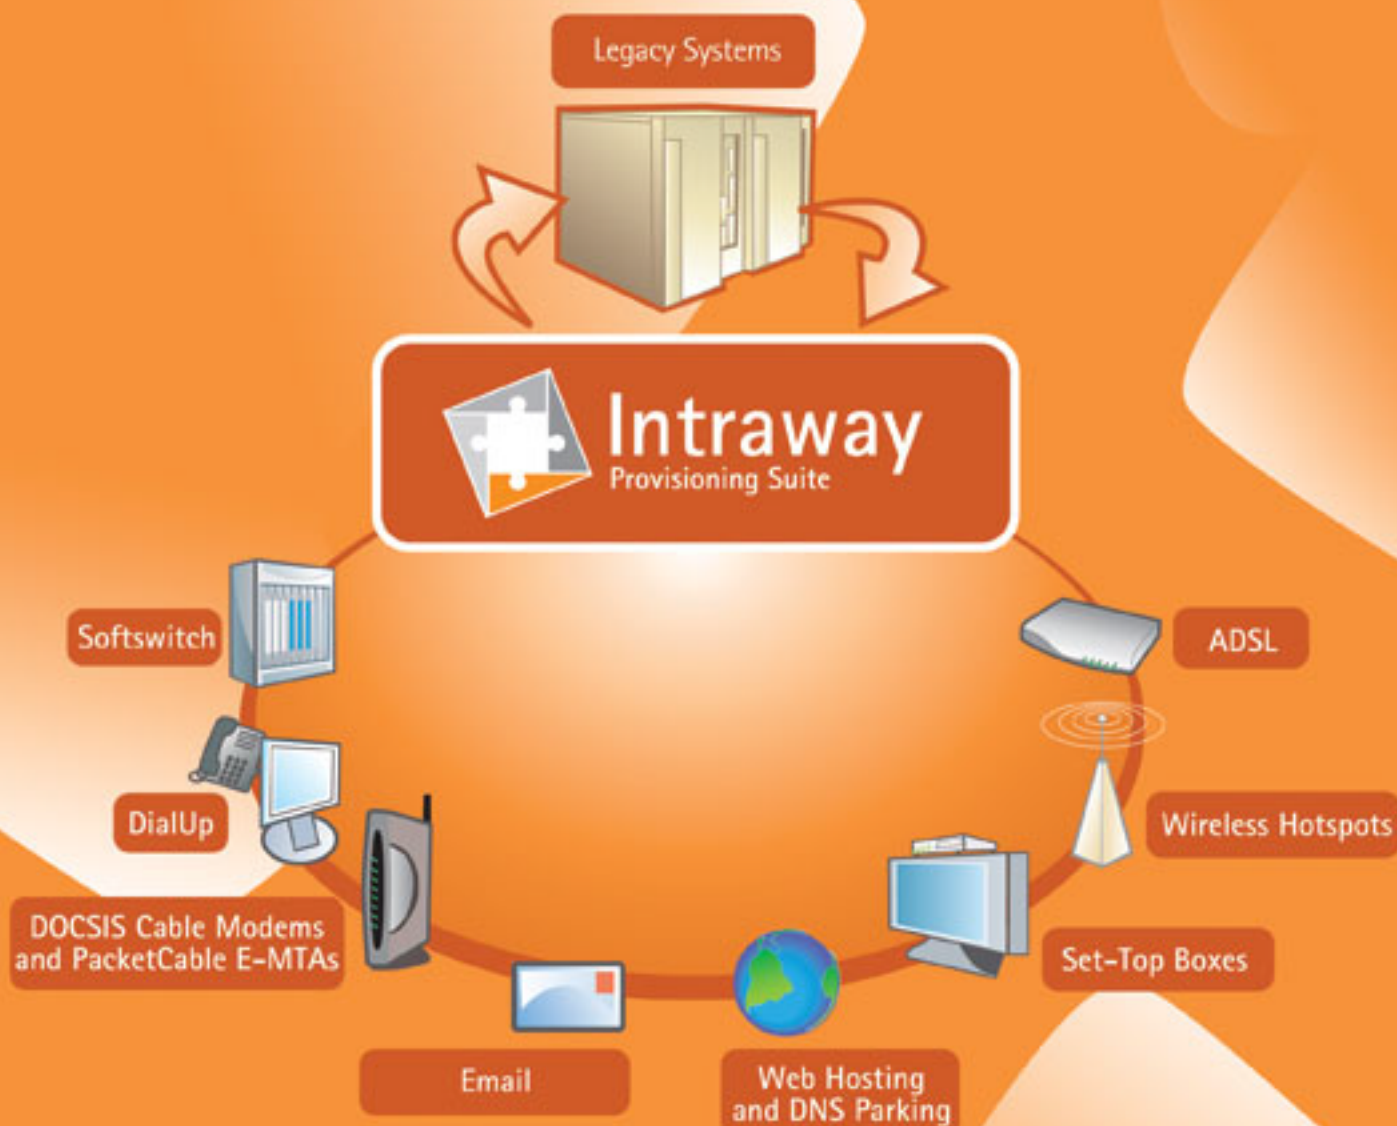 Legacy Systems
Intraway
Provisioning Suite
Softswitch
ADSL
DialUp
Wireless Hotspots
DOCSIS Cable Modems
and PacketCable E-MTAs
Set-Top Boxes
Email
Web Hosting
and DNS Parking